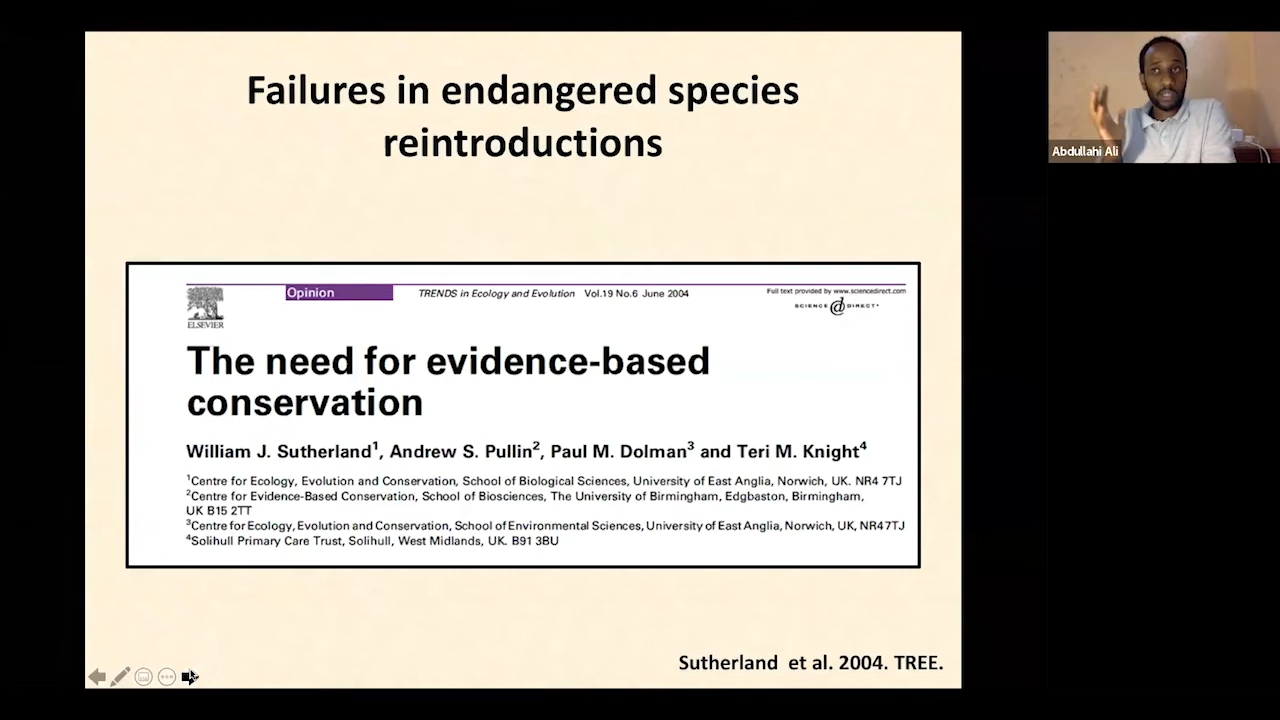 Failures in endangered species
reintroductions
Abdullahi Ali
Opinion
TRENDS in Ecology and Evolution Vol.19 No.6 June 2004
Full text provided by www.sciencedirect.com
SCIENCE @ DIRECT®
ELSEVIER
The need for evidence-based
conservation
William J. Sutherland¹, Andrew S. Pullin², Paul M. Dolman³ and Teri M. Knight⁴
¹Centre for Ecology, Evolution and Conservation, School of Biological Sciences, University of East Anglia, Norwich, UK. NR4 7TJ
²Centre for Evidence-Based Conservation, School of Biosciences, The University of Birmingham, Edgbaston, Birmingham,
UK B15 2TT
³Centre for Ecology, Evolution and Conservation, School of Environmental Sciences, University of East Anglia, Norwich, UK, NR4 7TJ
⁴Solihull Primary Care Trust, Solihull, West Midlands, UK. B91 3BU
Sutherland et al. 2004. TREE.